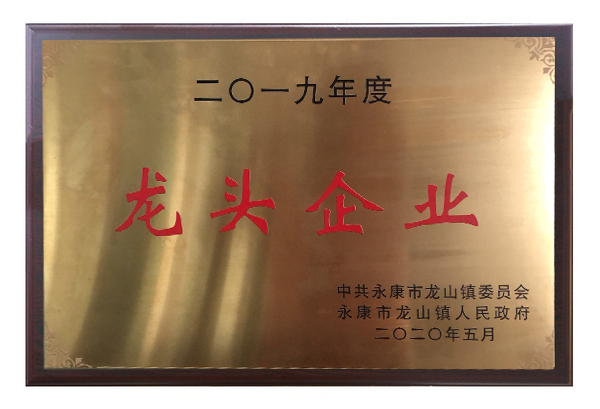 二〇一九年度
龙头企业
中共永康市龙山镇委员会
永康市龙山镇人民政府
二〇二〇年五月